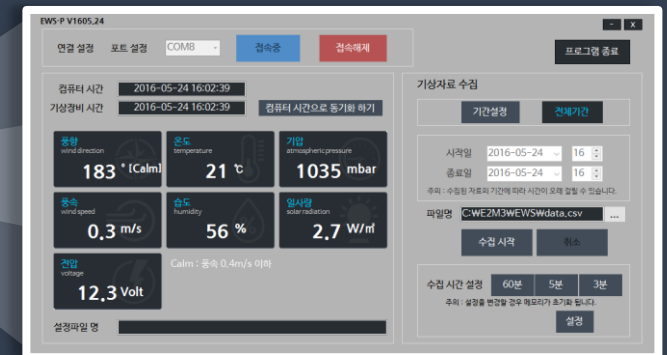 EWS-P V1605.24
- X
연결 설정 포트 설정 COM8 접속중 접속해제 프로그램 종료
컴퓨터 시간 2016-05-24 16:02:39
기상장비 시간 2016-05-24 16:02:39 컴퓨터 시간으로 동기화 하기
풍향
wind direction
183 ° [Calm]
온도
temperature
21 ℃
기압
atmospheric pressure
1035 mbar
풍속
wind speed
0.3 m/s
습도
humidity
56 %
일사량
solar radiation
2.7 W/㎡
전압
voltage
12.3 Volt
Calm : 풍속 0.4m/s 이하
설정파일 명
기상자료 수집
기간설정 전체기간
시작일 2016-05-24 16
종료일 2016-05-24 16
주의 : 수집된 자료의 기간에 따라 시간이 오래 걸릴 수 있습니다.
파일명 C:₩E2M3₩EWS₩data.csv ...
수집 시작 취소
수집 시간 설정 60분 5분 3분
주의 : 설정을 변경할 경우 메모리가 초기화 됩니다.
설정